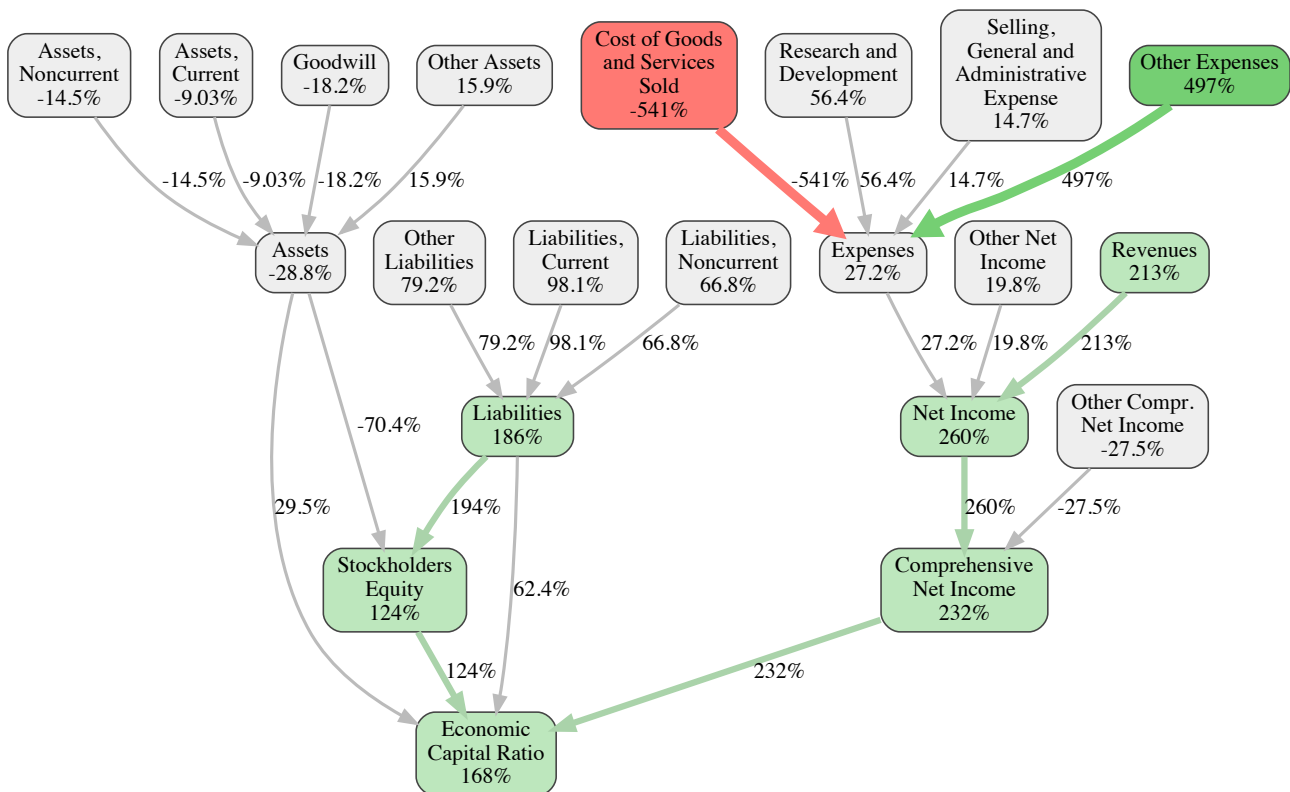 Assets,
Noncurrent
-14.5%
Assets,
Current
-9.03%
Goodwill
-18.2%
Other Assets
15.9%
Cost of Goods
and Services
Sold
-541%
Research and
Development
56.4%
Selling,
General and
Administrative
Expense
14.7%
Other Expenses
497%
-14.5%
-9.03%
-18.2%
15.9%
-541%
56.4%
14.7%
497%
Assets
-28.8%
Other
Liabilities
79.2%
Liabilities,
Current
98.1%
Liabilities,
Noncurrent
66.8%
Expenses
27.2%
Other Net
Income
19.8%
Revenues
213%
79.2%
98.1%
66.8%
27.2%
19.8%
213%
-70.4%
Liabilities
186%
Net Income
260%
Other Compr.
Net Income
-27.5%
29.5%
194%
260%
-27.5%
Stockholders
Equity
124%
62.4%
Comprehensive
Net Income
232%
124%
232%
Economic
Capital Ratio
168%